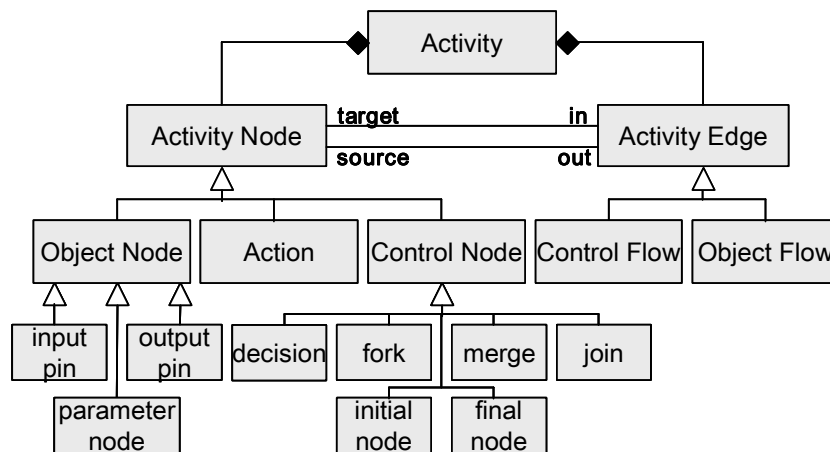 Activity
target in
Activity Node Activity Edge
source out
Object Node Action Control Node Control Flow Object Flow
input
pin
output
pin
decision fork merge join
parameter
node
initial
node
final
node